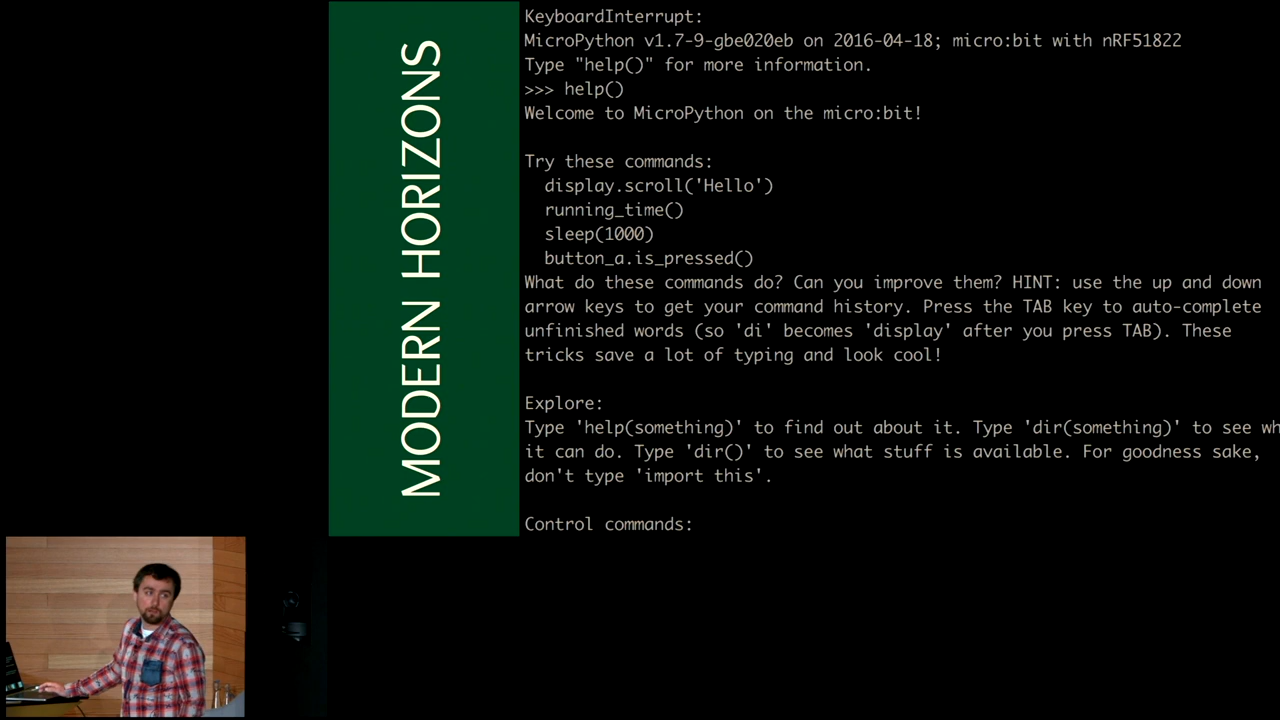 MODERN HORIZONS
KeyboardInterrupt:
MicroPython v1.7-9-gbe020eb on 2016-04-18; micro:bit with nRF51822
Type "help()" for more information.
>>> help()
Welcome to MicroPython on the micro:bit!
Try these commands:
display.scroll('Hello')
running_time()
sleep(1000)
button_a.is_pressed()
What do these commands do? Can you improve them? HINT: use the up and down
arrow keys to get your command history. Press the TAB key to auto-complete
unfinished words (so 'di' becomes 'display' after you press TAB). These
tricks save a lot of typing and look cool!
Explore:
Type 'help(something)' to find out about it. Type 'dir(something)' to see wh
it can do. Type 'dir()' to see what stuff is available. For goodness sake,
don't type 'import this'.
Control commands: